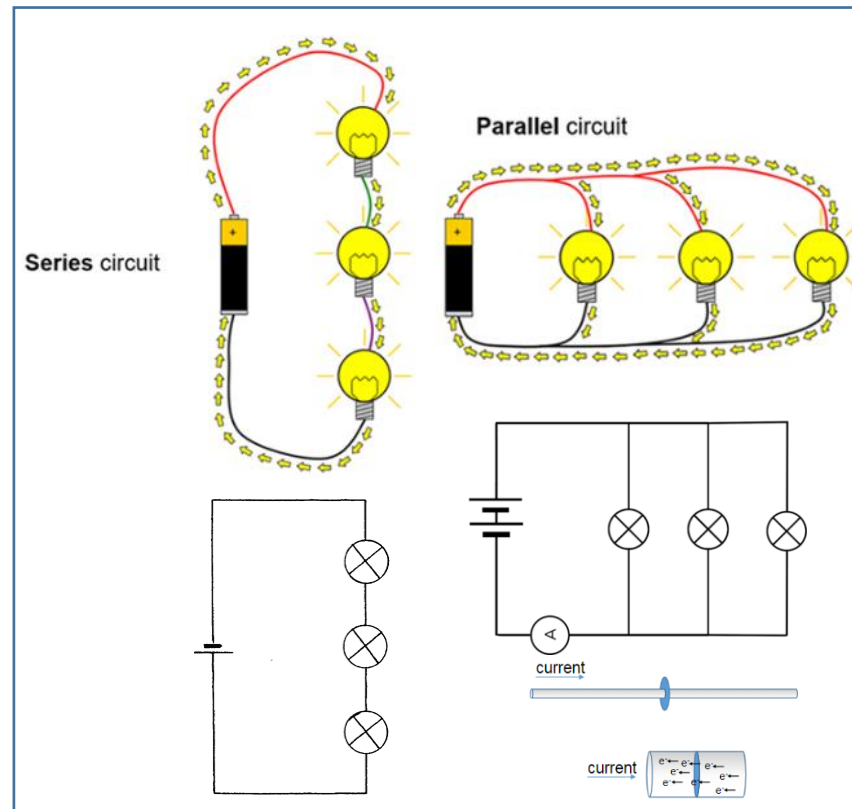 Parallel circuit
+
+
Series circuit
A
current
current
e- e- e-
e- e-
e- e- e-